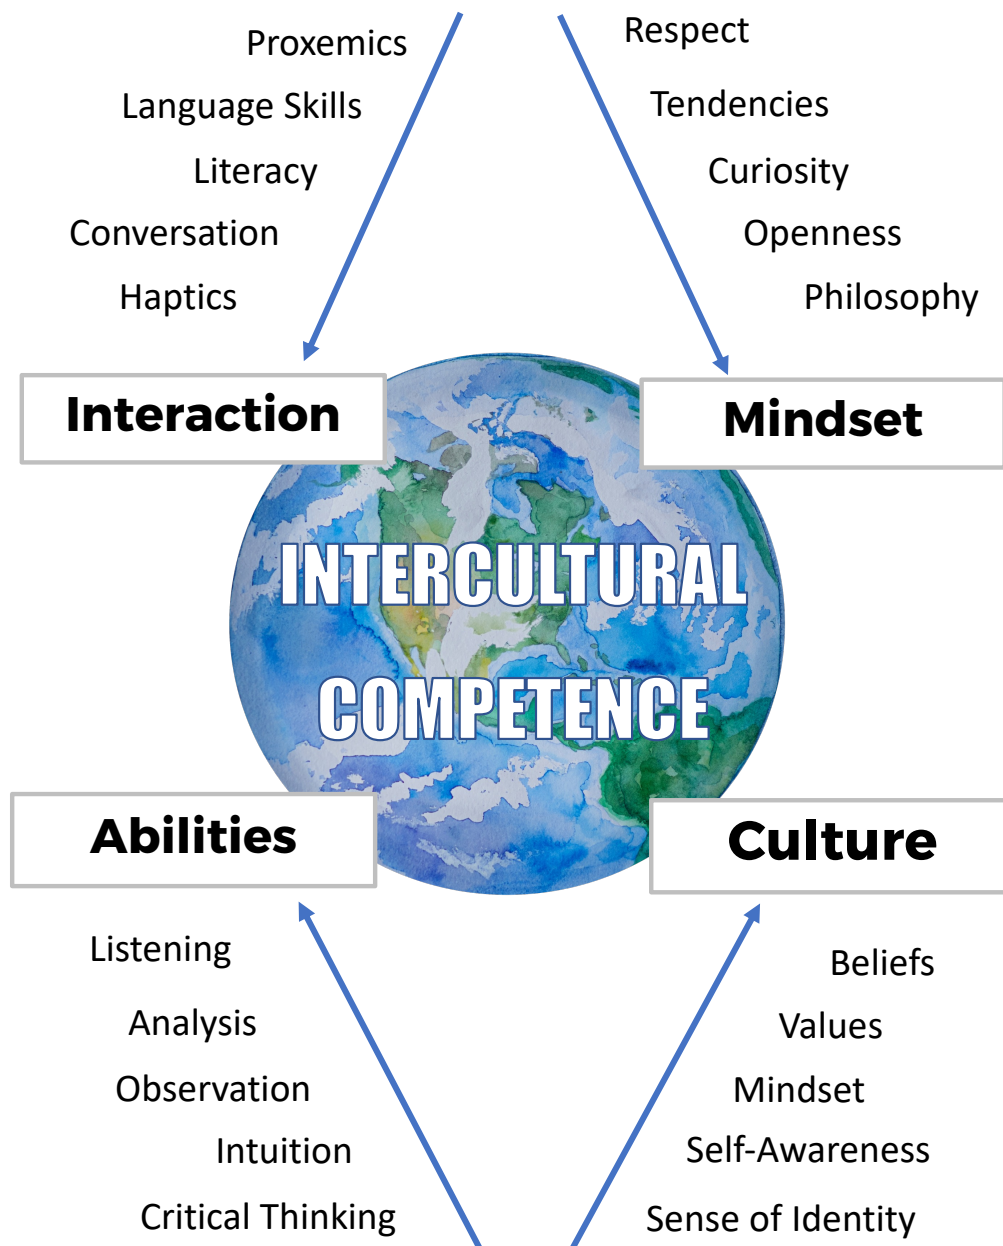 Proxemics
Language Skills
Literacy
Conversation
Haptics
Respect
Tendencies
Curiosity
Openness
Philosophy
Interaction
Mindset
INTERCULTURAL
COMPETENCE
Abilities
Culture
Listening
Analysis
Observation
Intuition
Critical Thinking
Beliefs
Values
Mindset
Self-Awareness
Sense of Identity